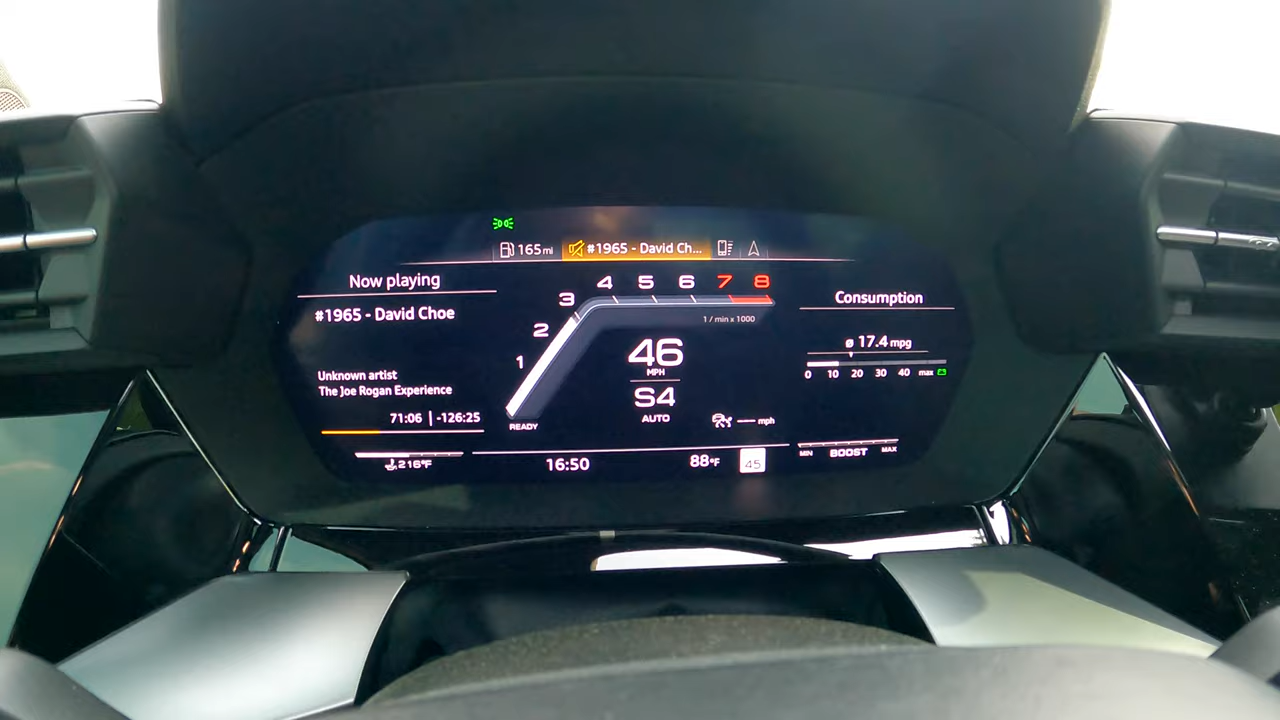 165 mi
#1965 - David Ch...
Now playing
#1965 - David Choe
Unknown artist
The Joe Rogan Experience
71:06 | -126:25
216°F
1 2 3 4 5 6 7 8
1 / min x 1000
46
MPH
S4
AUTO
READY
--- mph
16:50
88°F
45
Consumption
ø 17.4 mpg
0 10 20 30 40 max
MIN BOOST MAX